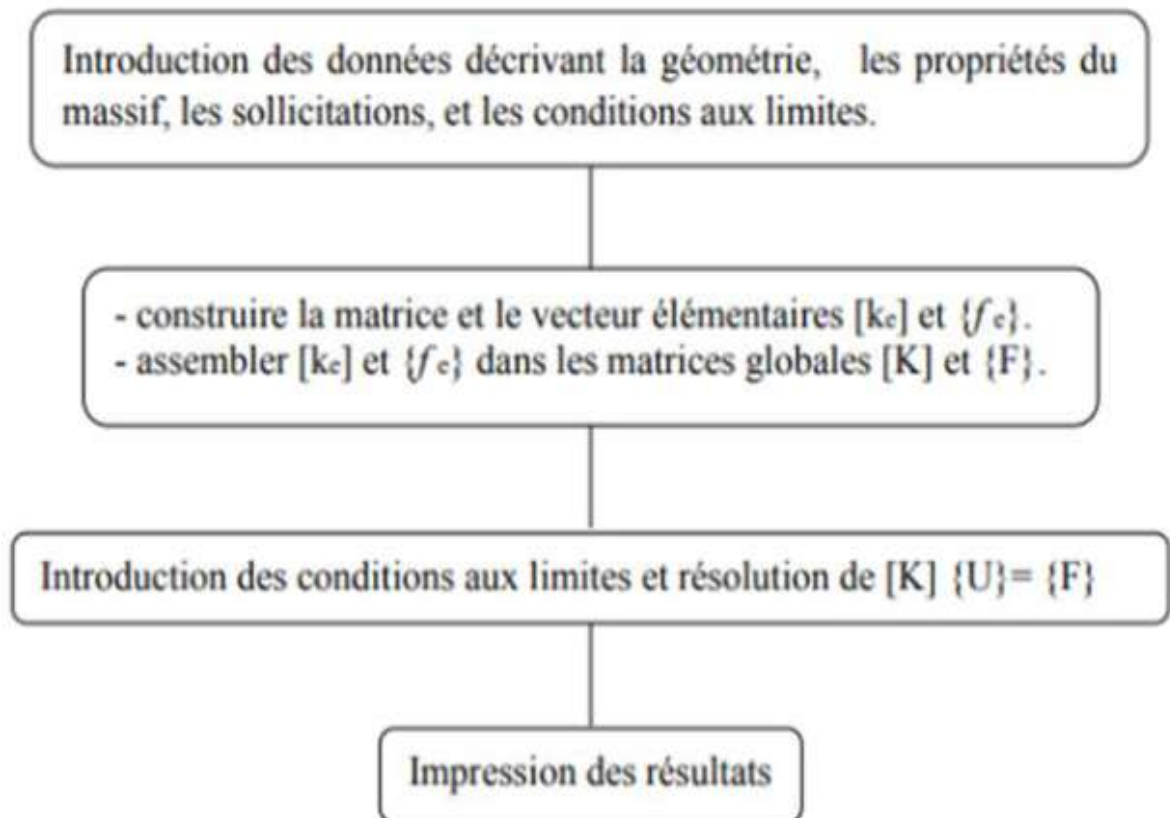 Introduction des données décrivant la géométrie, les propriétés du
massif, les sollicitations, et les conditions aux limites.
- construire la matrice et le vecteur élémentaires [ke] et {fe}.
- assembler [ke] et {fe} dans les matrices globales [K] et {F}.
Introduction des conditions aux limites et résolution de [K] {U}= {F}
Impression des résultats